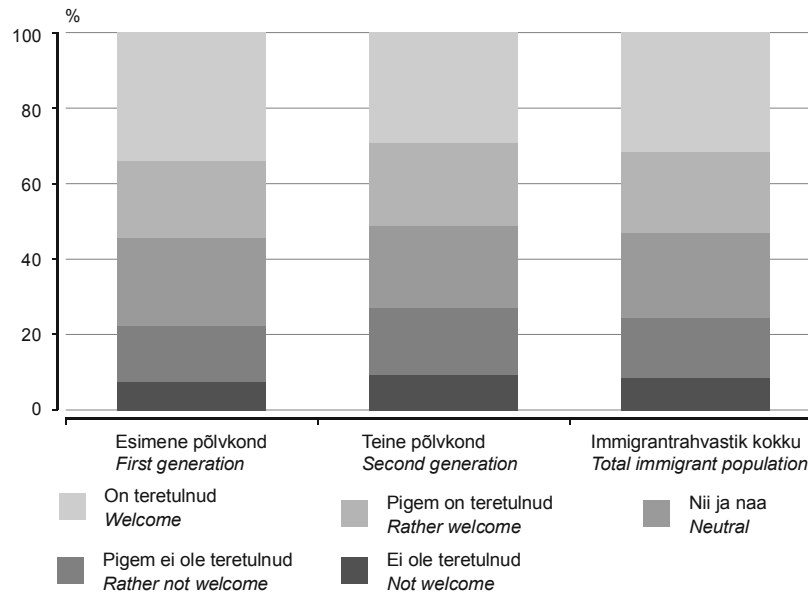 %
100
80
60
40
20
0
Esimene põlvkond
First generation
Teine põlvkond
Second generation
Immigrantrahvastik kokku
Total immigrant population
On teretulnud
Welcome
Pigem on teretulnud
Rather welcome
Nii ja naa
Neutral
Pigem ei ole teretulnud
Rather not welcome
Ei ole teretulnud
Not welcome